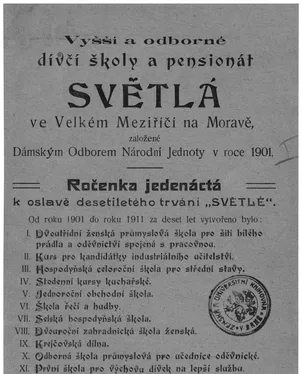 Vyšší a odborné
dívčí školy a pensionát
SVĚTLÁ
ve Velkém Meziříčí na Moravě,
založené
Dámským Odborem Národní Jednoty v roce 1901.
Ročenka jedenáctá
k oslavě desetiletého trvání „SVĚTLÉ“.
Od roku 1901 do roku 1911 za deset let vytvořeno bylo:
I. Dvoutřídní ženská průmyslová škola pro šití bílého
prádla a oděvnictví spojená s pracovnou.
II. Kurs pro kandidátky industriálního učitelství.
III. Hospodyňská celoroční škola pro střední stavy.
IV. Studenní kursy kuchařské.
V. Jednoroční obchodní škola.
VI. Škola řečí a hudby.
VII. Selská hospodyňská škola.
VIII. Dvouroční zahradnická škola ženská.
IX. Krejčovská dílna.
X. Odborná škola průmyslová pro učednice oděvnické.
XI. První škola pro výchovu dívek na lepší službu.